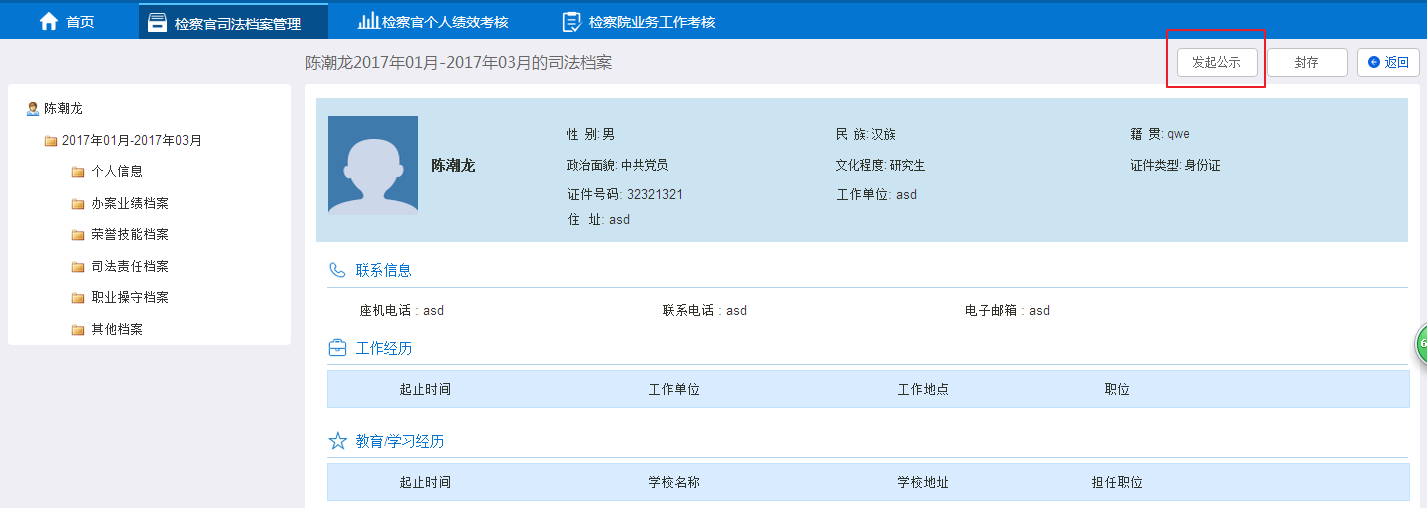 首页 检察官司法档案管理 检察官个人绩效考核 检察院业务工作考核
陈潮龙2017年01月-2017年03月的司法档案 发起公示 封存 返回
陈潮龙
2017年01月-2017年03月
个人信息
办案业绩档案
荣誉技能档案
司法责任档案
职业操守档案
其他档案
陈潮龙
性 别: 男 民 族: 汉族 籍 贯: qwe
政治面貌: 中共党员 文化程度: 研究生 证件类型: 身份证
证件号码: 32321321 工作单位: asd
住 址: asd
联系信息
座机电话 : asd 联系电话 : asd 电子邮箱 : asd
工作经历
起止时间 工作单位 工作地点 职位
教育/学习经历
起止时间 学校名称 学校地址 担任职位